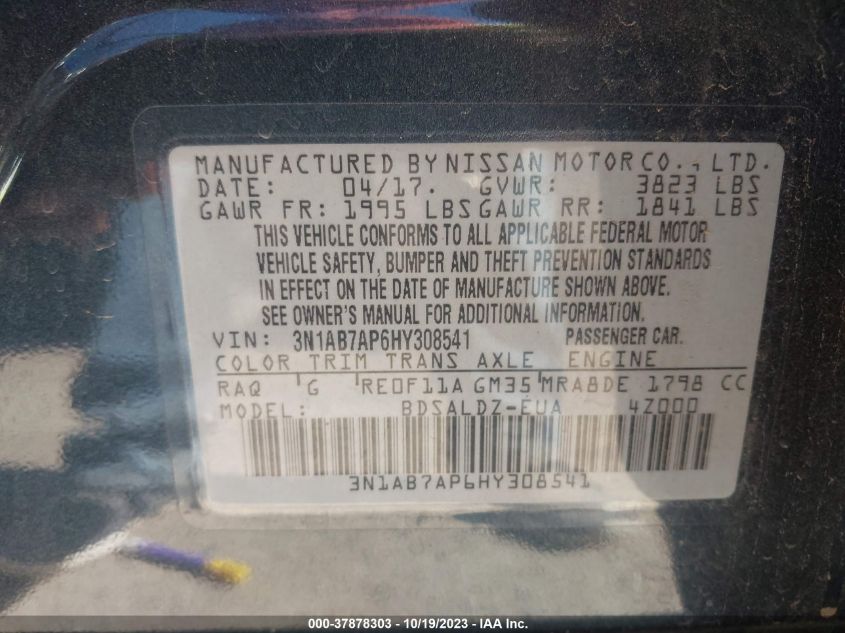 MANUFACTURED BY NISSAN MOTOR CO., LTD.
DATE: 04/17. GVWR: 3823 LBS
GAWR FR: 1995 LBS GAWR RR: 1841 LBS
THIS VEHICLE CONFORMS TO ALL APPLICABLE FEDERAL MOTOR
VEHICLE SAFETY, BUMPER AND THEFT PREVENTION STANDARDS
IN EFFECT ON THE DATE OF MANUFACTURE SHOWN ABOVE.
SEE OWNER'S MANUAL FOR ADDITIONAL INFORMATION.
VIN: 3N1AB7AP6HY308541 PASSENGER CAR.
COLOR TRIM TRANS AXLE ENGINE
RAQ G RE0F11A GM35 MRA8DE 1798 CC
MODEL: BDSALDZ-EUA 4Z000
3N1AB7AP6HY308541
000-37878303 - 10/19/2023 - IAA Inc.